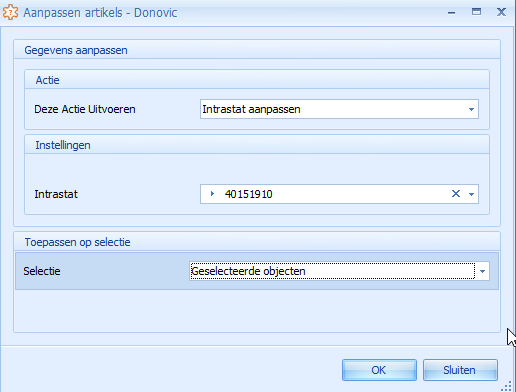 Aanpassen artikels - Donovic
Gegevens aanpassen
Actie
Deze Actie Uitvoeren Intrastat aanpassen
Instellingen
Intrastat 40151910
Toepassen op selectie
Selectie Geselecteerde objecten
OK Sluiten